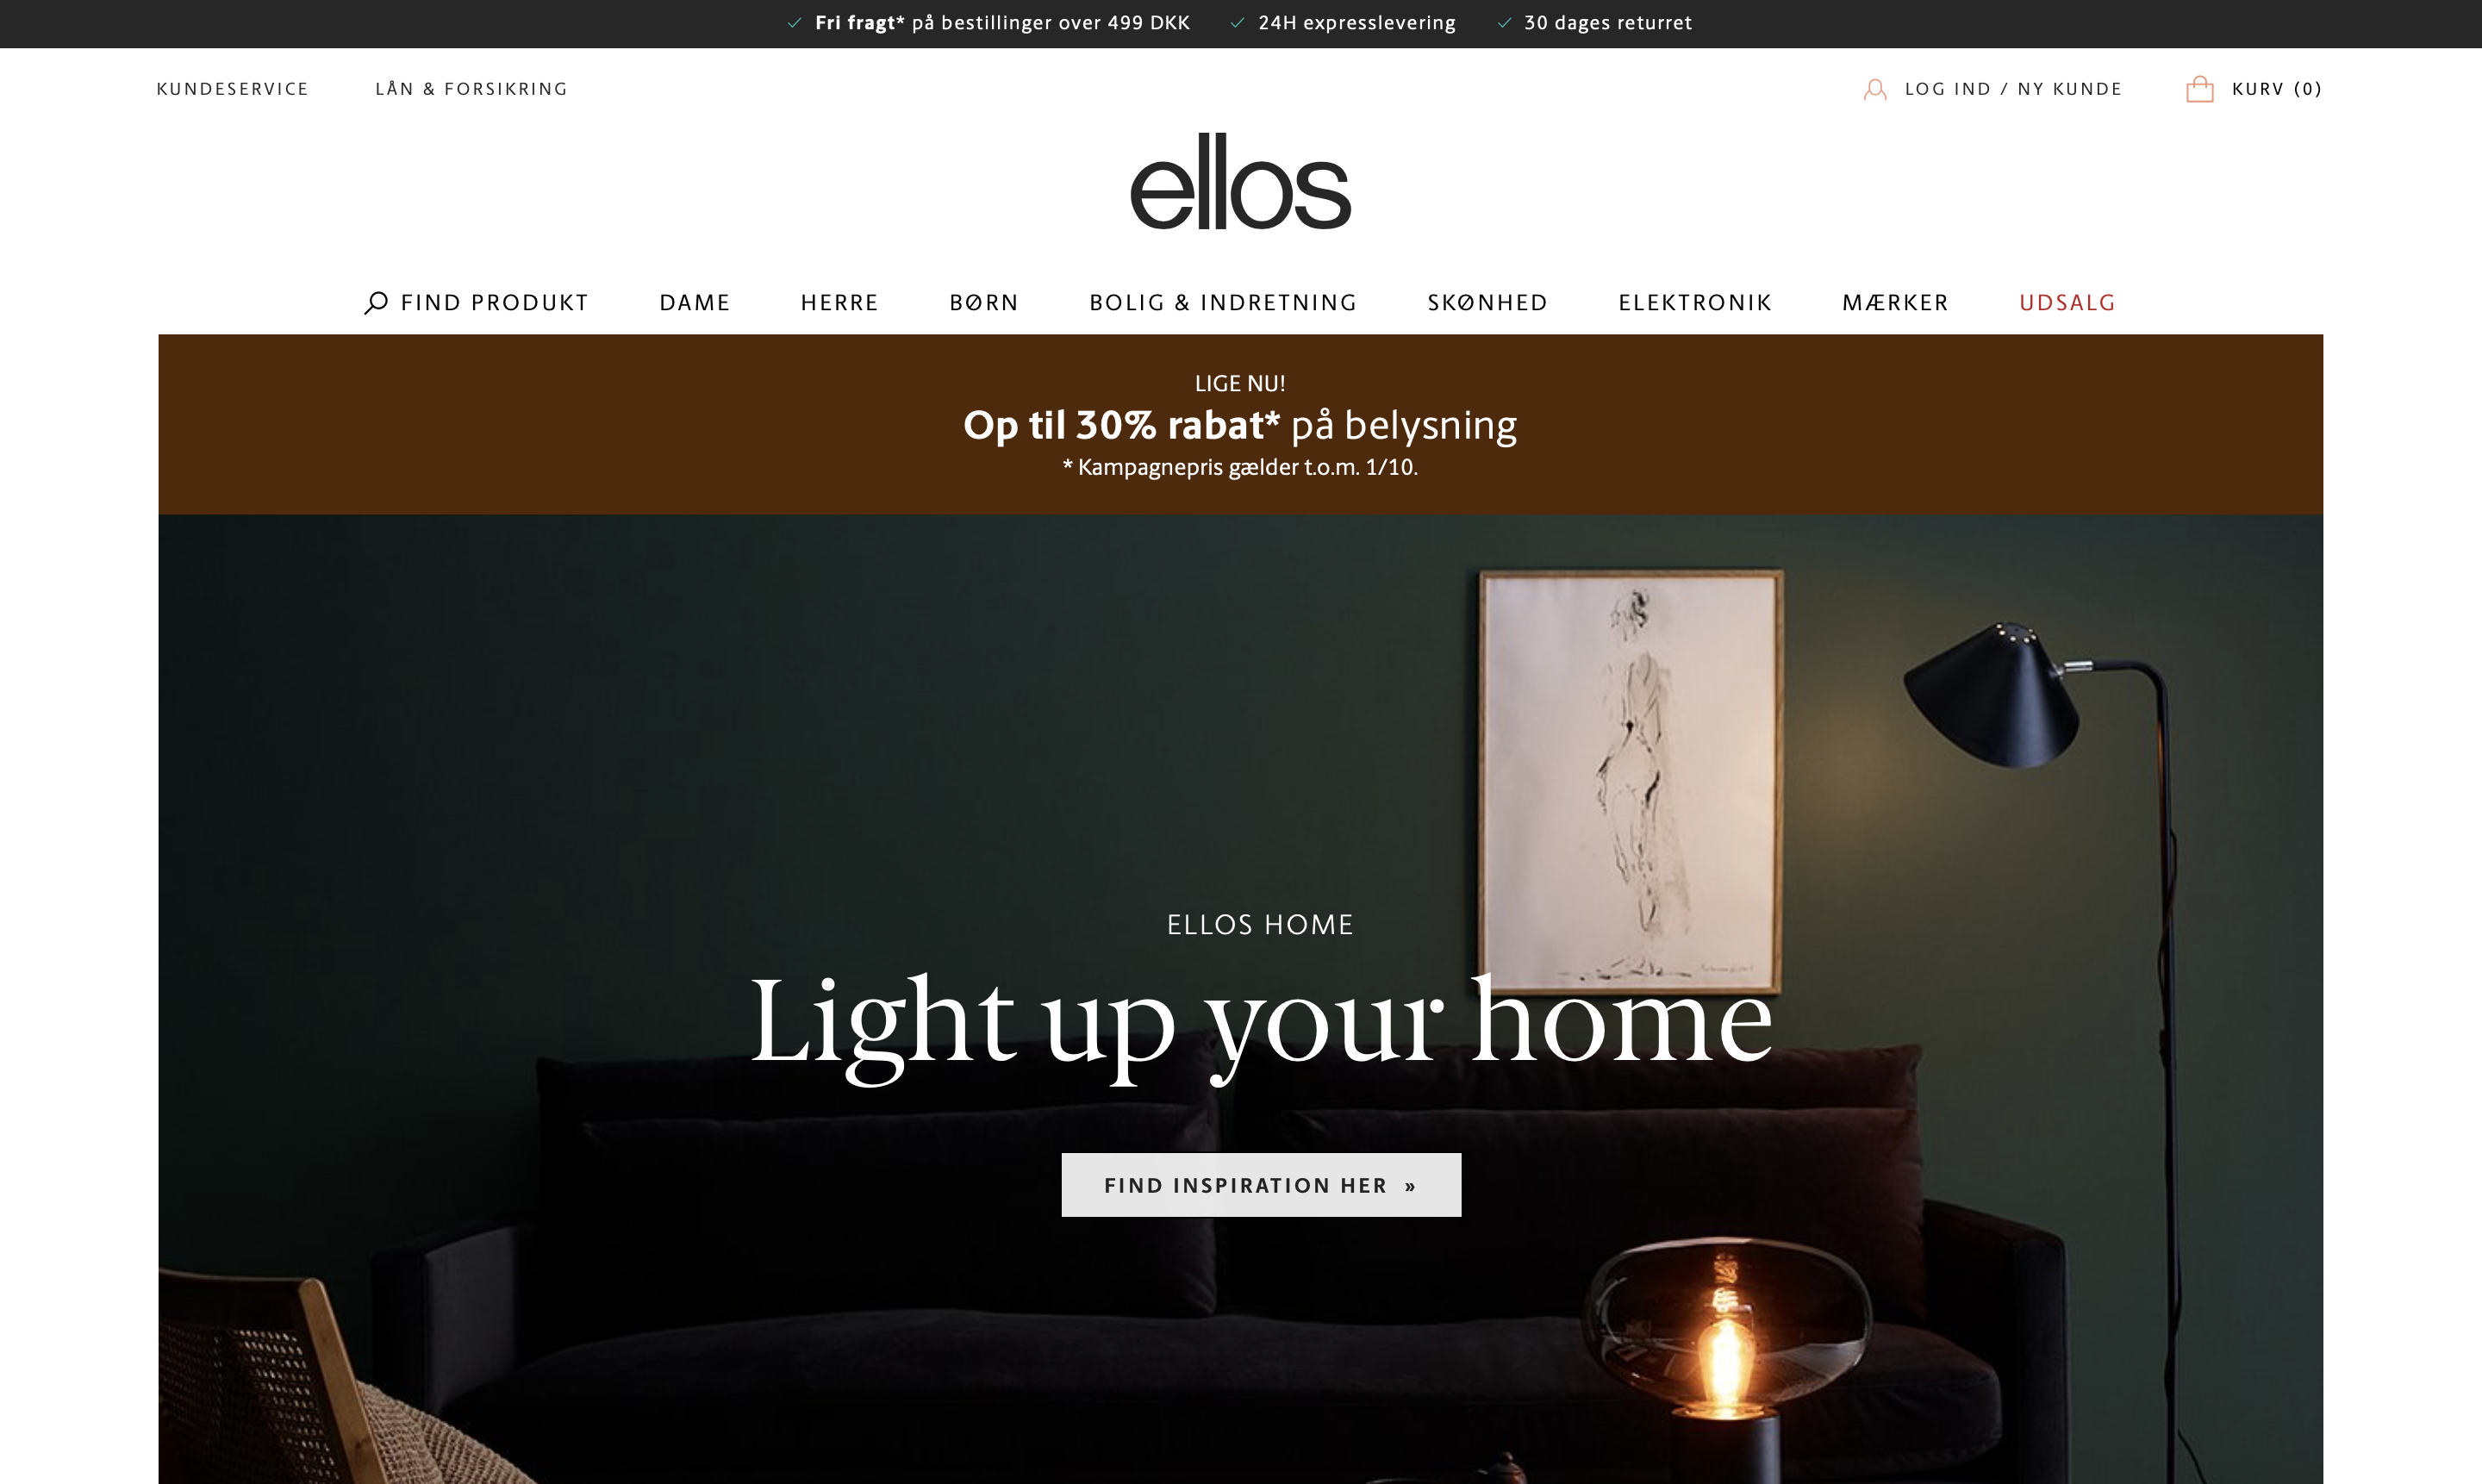 Fri fragt* på bestillinger over 499 DKK 24H expresslevering 30 dages returret
KUNDESERVICE LÅN & FORSIKRING LOG IND / NY KUNDE KURV (0)
ellos
FIND PRODUKT DAME HERRE BØRN BOLIG & INDRETNING SKØNHED ELEKTRONIK MÆRKER UDSALG
LIGE NU!
Op til 30% rabat* på belysning
* Kampagnepris gælder t.o.m. 1/10.
ELLOS HOME
Light up your home
FIND INSPIRATION HER »